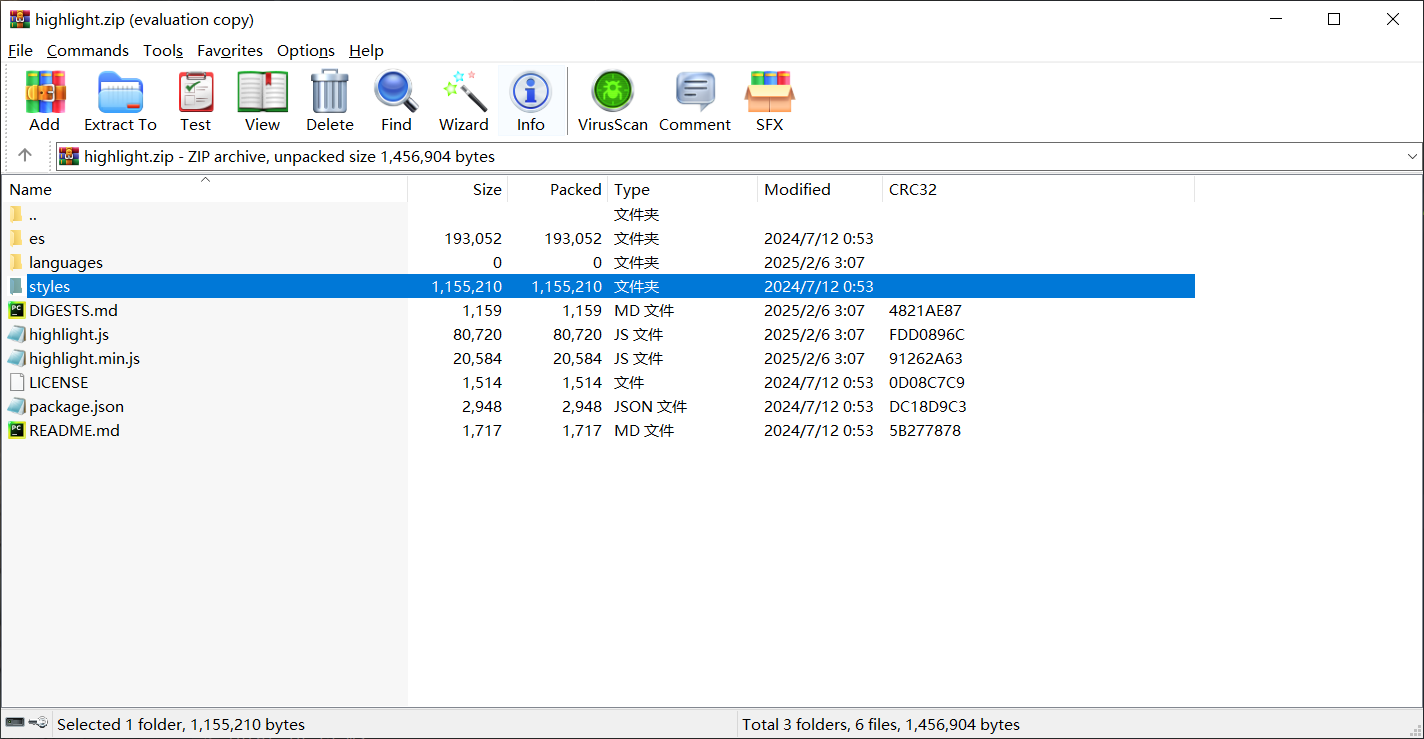 highlight.zip (evaluation copy)
File Commands Tools Favorites Options Help
Add Extract To Test View Delete Find Wizard Info VirusScan Comment SFX
highlight.zip - ZIP archive, unpacked size 1,456,904 bytes
Name Size Packed Type Modified CRC32
.. 文件夹
es 193,052 193,052 文件夹 2024/7/12 0:53
languages 0 0 文件夹 2025/2/6 3:07
styles 1,155,210 1,155,210 文件夹 2024/7/12 0:53
DIGESTS.md 1,159 1,159 MD 文件 2025/2/6 3:07 4821AE87
highlight.js 80,720 80,720 JS 文件 2025/2/6 3:07 FDD0896C
highlight.min.js 20,584 20,584 JS 文件 2025/2/6 3:07 91262A63
LICENSE 1,514 1,514 文件 2024/7/12 0:53 0D08C7C9
package.json 2,948 2,948 JSON 文件 2024/7/12 0:53 DC18D9C3
README.md 1,717 1,717 MD 文件 2024/7/12 0:53 5B277878
Selected 1 folder, 1,155,210 bytes Total 3 folders, 6 files, 1,456,904 bytes